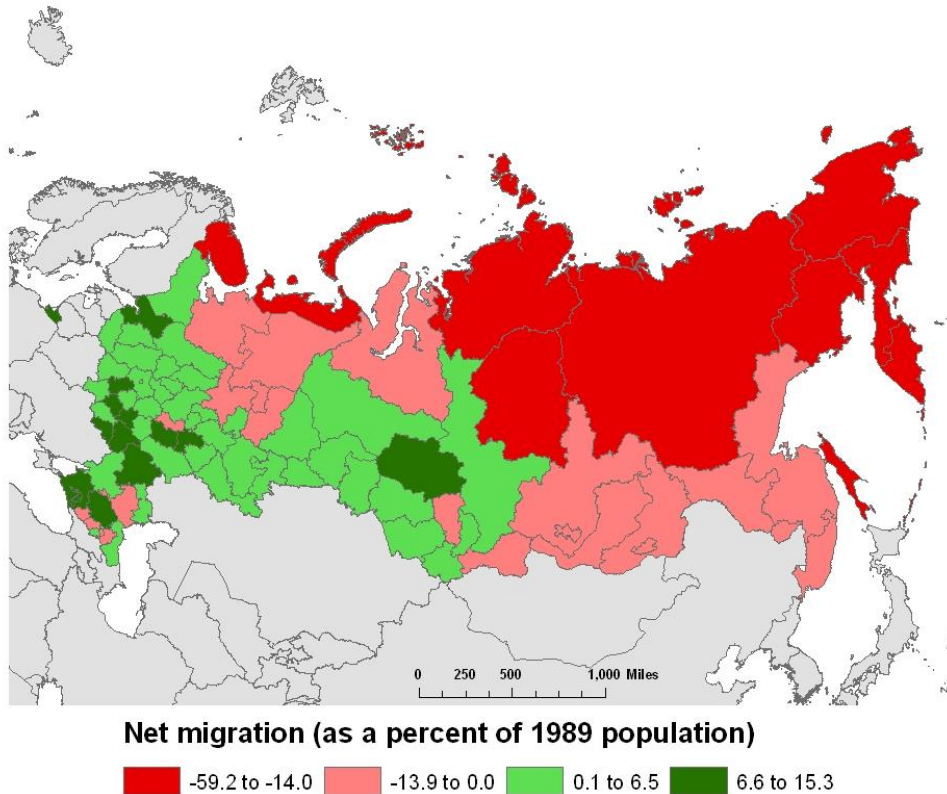 0 250 500 1,000 Miles
Net migration (as a percent of 1989 population)
-59.2 to -14.0 -13.9 to 0.0 0.1 to 6.5 6.6 to 15.3